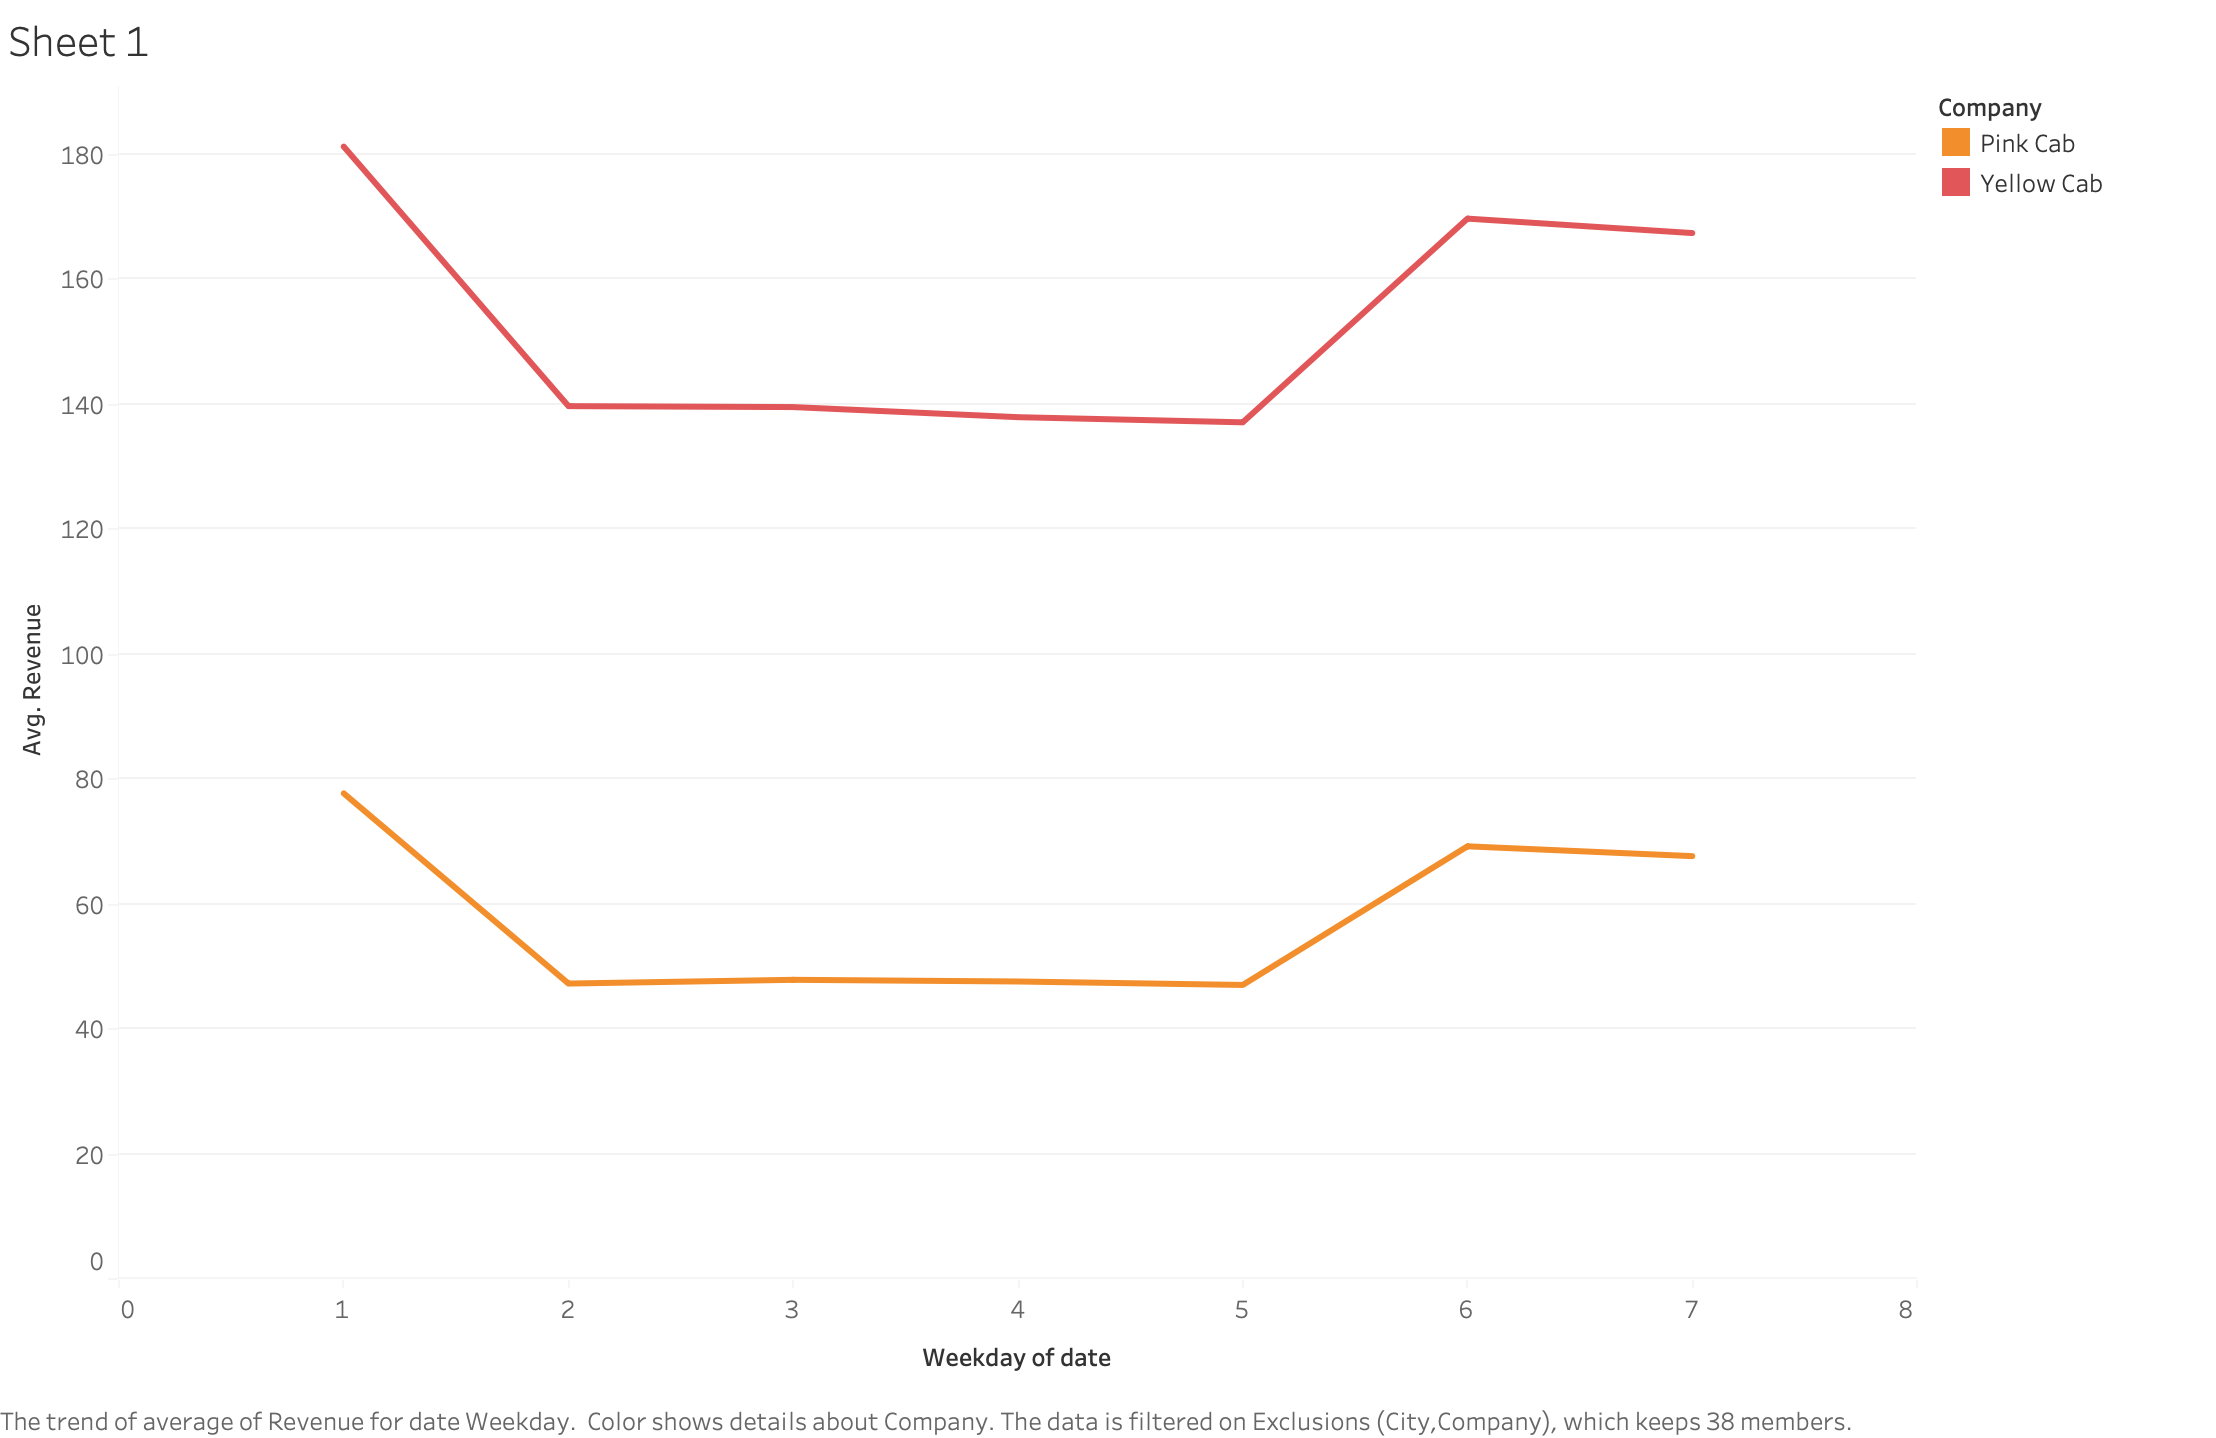 Sheet 1
Company
Pink Cab
Yellow Cab
180
160
140
120
100
80
60
40
20
0
Avg. Revenue
0 1 2 3 4 5 6 7 8
Weekday of date
The trend of average of Revenue for date Weekday.  Color shows details about Company. The data is filtered on Exclusions (City,Company), which keeps 38 members.